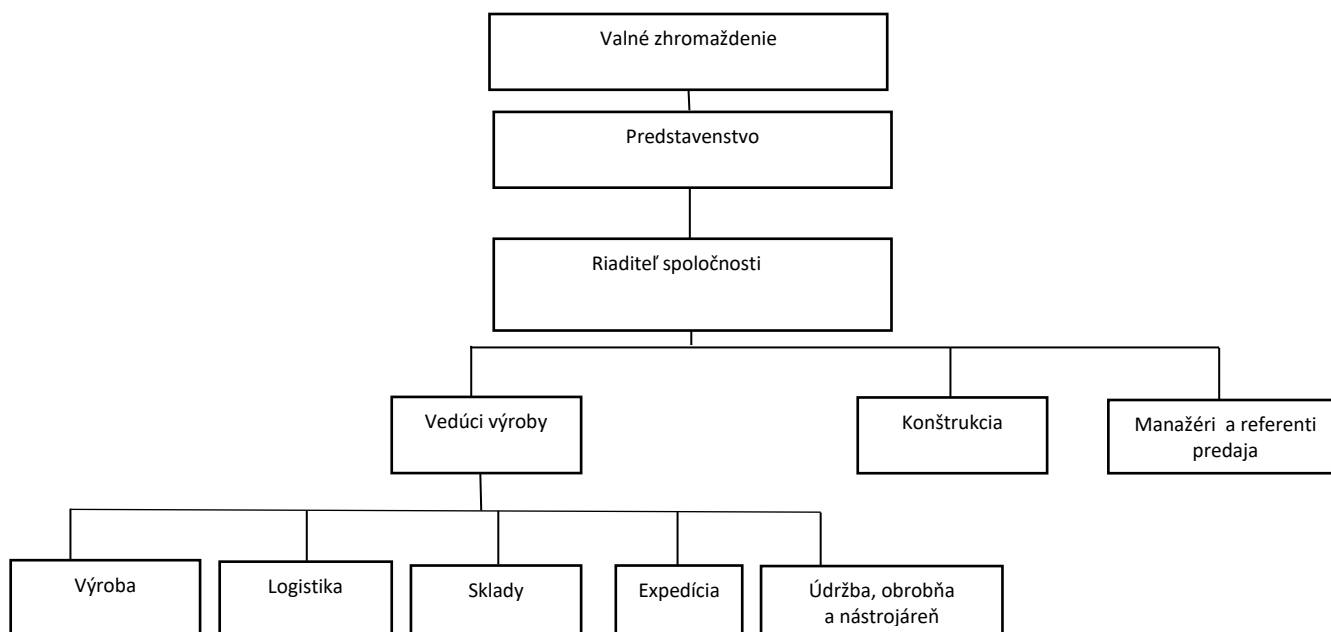 Valné zhromaždenie
Predstavenstvo
Riaditeľ spoločnosti
Vedúci výroby
Konštrukcia
Manažéri a referenti
predaja
Výroba
Logistika
Sklady
Expedícia
Údržba, obrobňa
a nástrojáreň